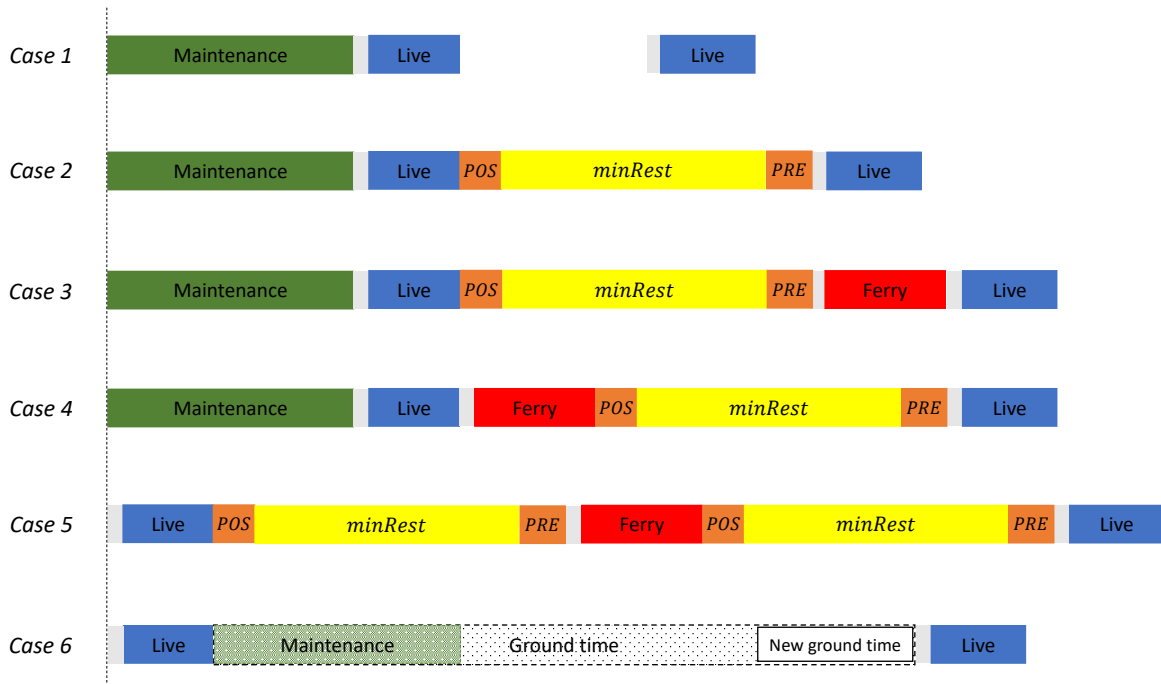 Case 1 Maintenance Live Live
Case 2 Maintenance Live POS minRest PRE Live
Case 3 Maintenance Live POS minRest PRE Ferry Live
Case 4 Maintenance Live Ferry POS minRest PRE Live
Case 5 Live POS minRest PRE Ferry POS minRest PRE Live
Case 6 Live Maintenance Ground time New ground time Live